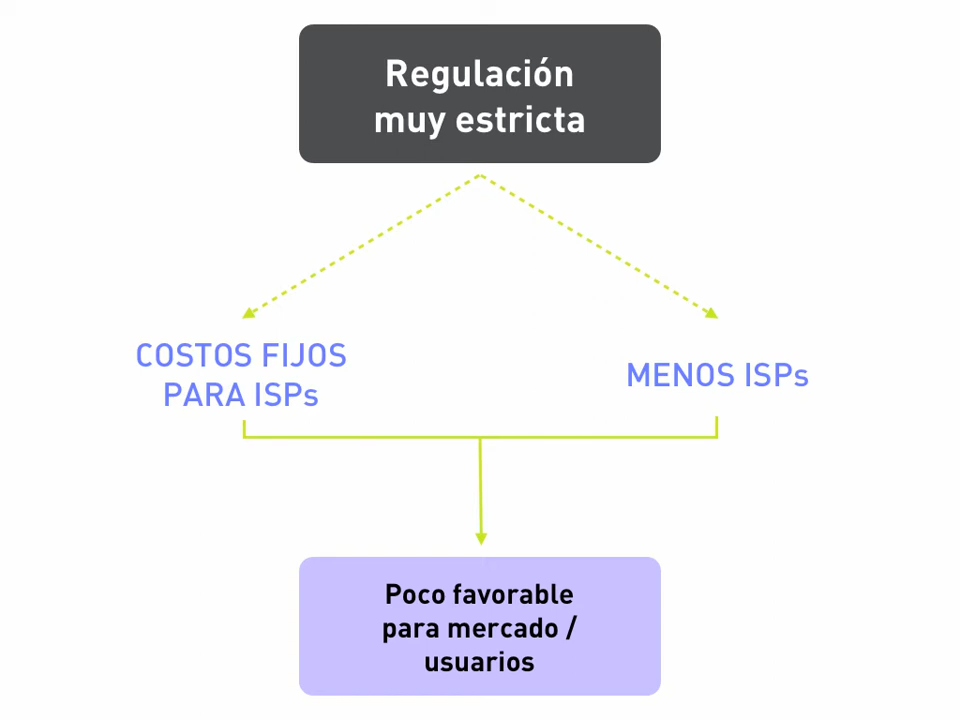 Regulación
muy estricta
COSTOS FIJOS
PARA ISPs
MENOS ISPs
Poco favorable
para mercado /
usuarios